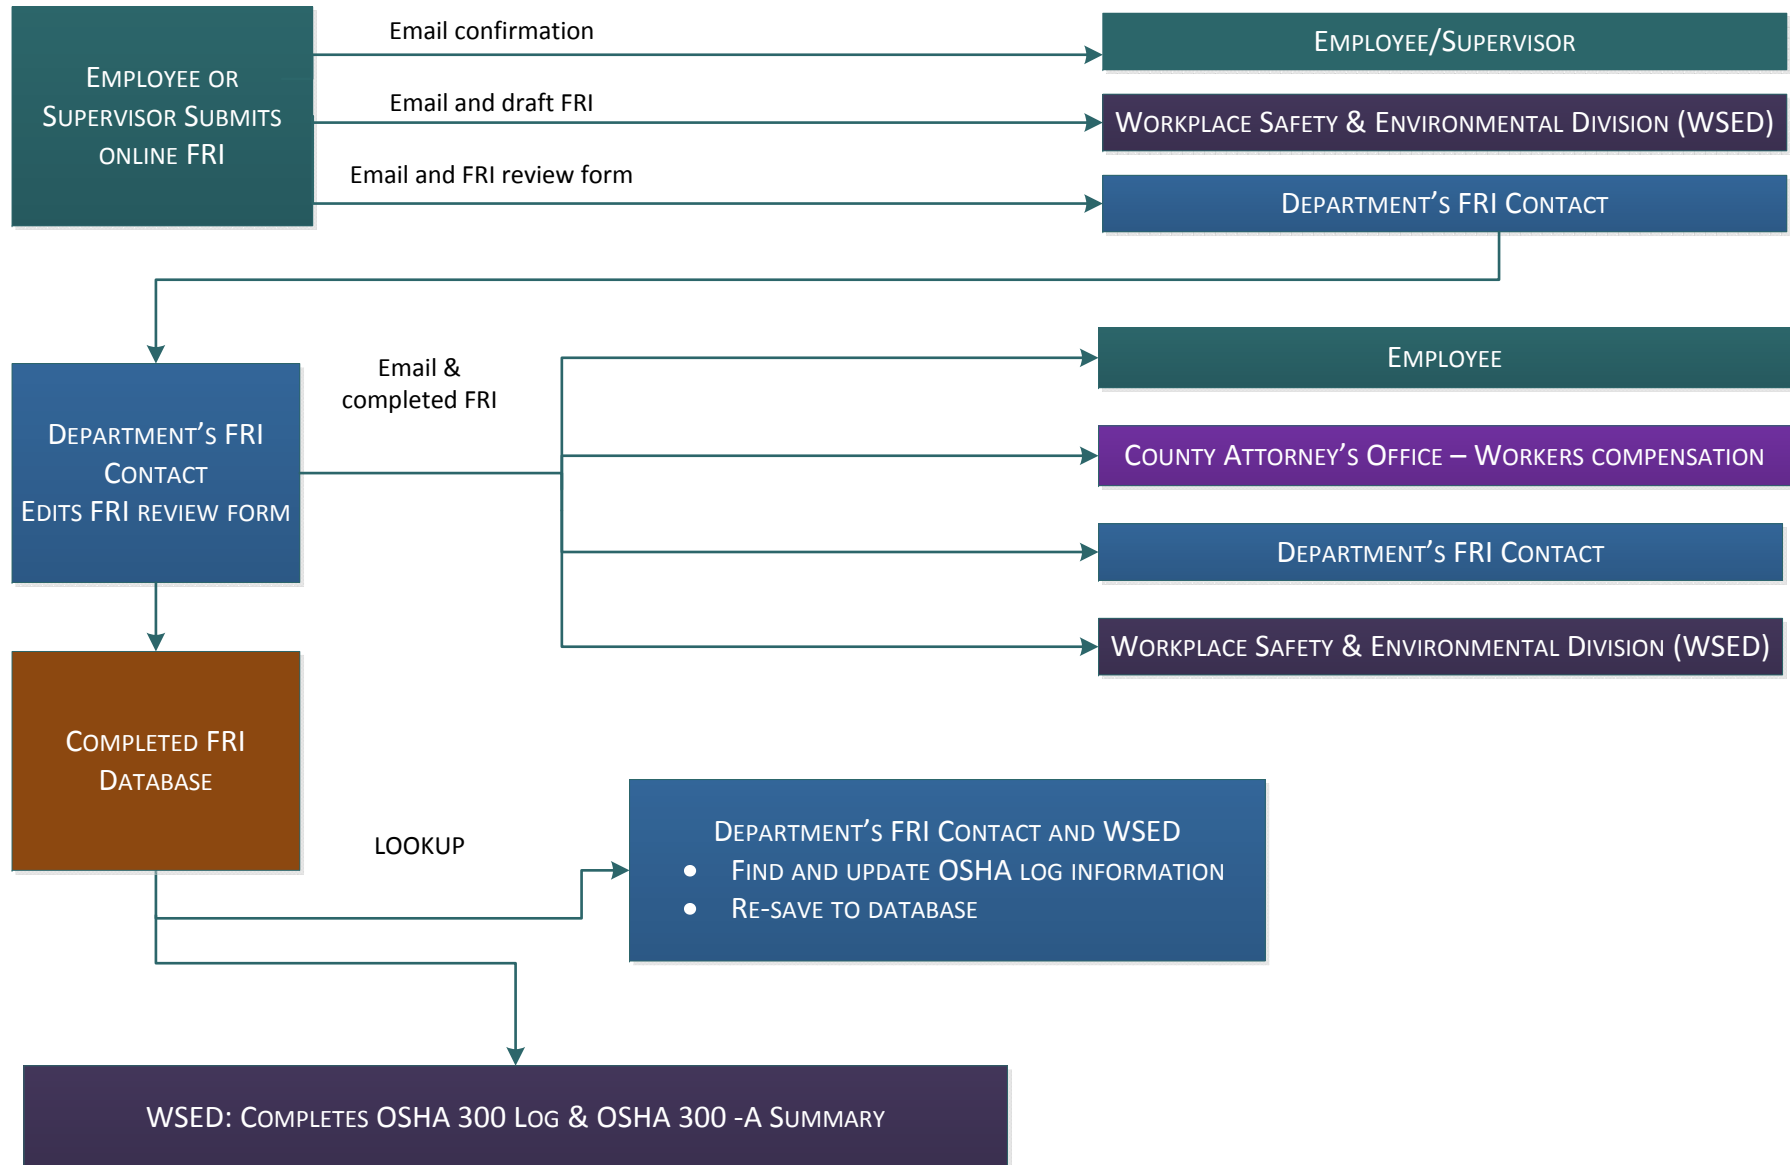 Employee or
Supervisor Submits
online FRI
Email confirmation
Employee/Supervisor
Email and draft FRI
Workplace Safety & Environmental Division (WSED)
Email and FRI review form
Department’s FRI Contact
Department’s FRI
Contact
Edits FRI review form
Email &
completed FRI
Employee
County Attorney’s Office – Workers compensation
Department’s FRI Contact
Workplace Safety & Environmental Division (WSED)
Completed FRI
Database
LOOKUP
Department’s FRI Contact and WSED
• Find and update OSHA log information
• Re-save to database
WSED: Completes OSHA 300 Log & OSHA 300 -A Summary